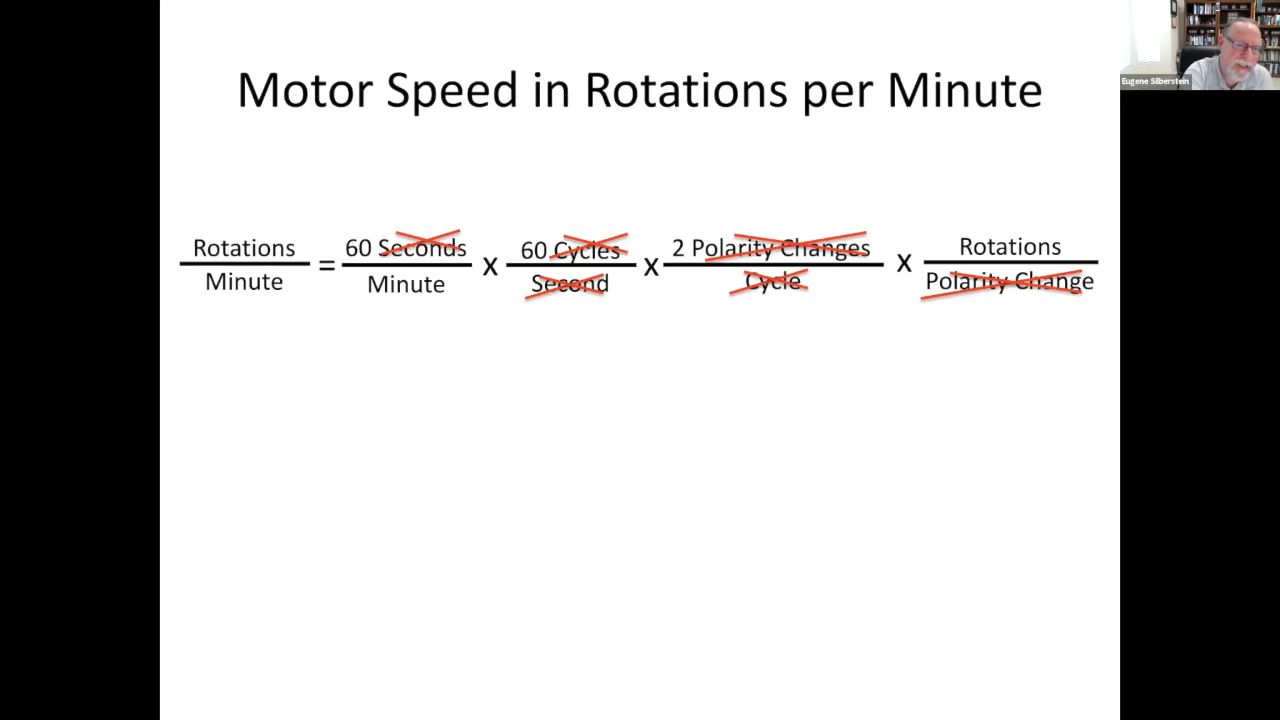 Eugene Silberstein
Motor Speed in Rotations per Minute
Rotations
Minute
=
60 Seconds
Minute
x
60 Cycles
Second
x
2 Polarity Changes
Cycle
x
Rotations
Polarity Change